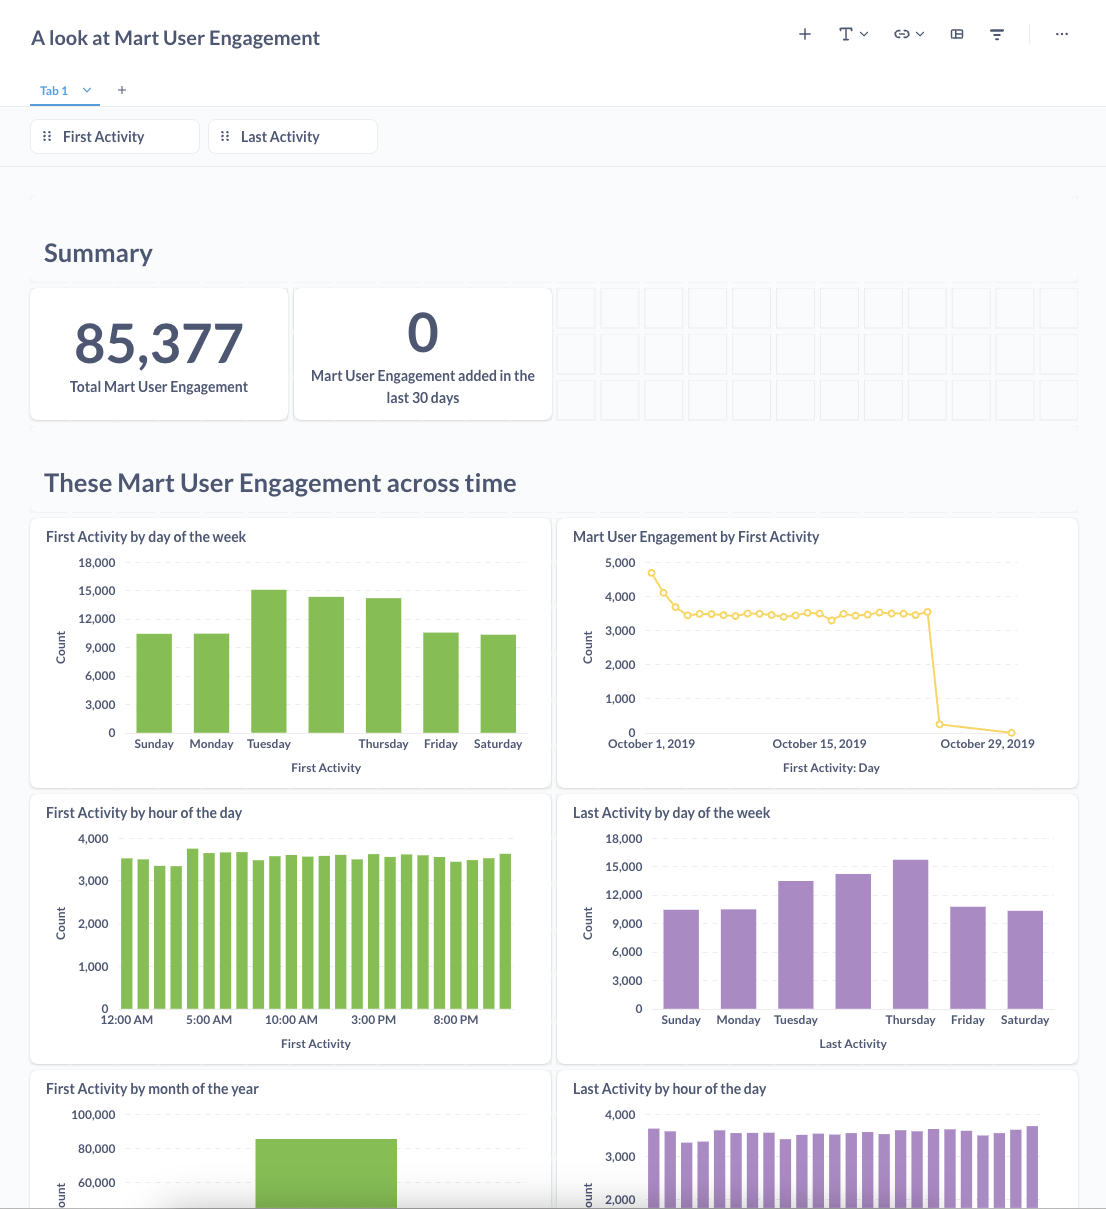 A look at Mart User Engagement
Tab 1
First Activity
Last Activity
Summary
85,377
Total Mart User Engagement
0
Mart User Engagement added in the
last 30 days
These Mart User Engagement across time
First Activity by day of the week
18,000
15,000
12,000
9,000
6,000
3,000
0
Count
Sunday Monday Tuesday Thursday Friday Saturday
First Activity
Mart User Engagement by First Activity
5,000
4,000
3,000
2,000
1,000
0
Count
October 1, 2019 October 15, 2019 October 29, 2019
First Activity: Day
First Activity by hour of the day
4,000
3,000
2,000
1,000
0
Count
12:00 AM 5:00 AM 10:00 AM 3:00 PM 8:00 PM
First Activity
Last Activity by day of the week
18,000
15,000
12,000
9,000
6,000
3,000
0
Count
Sunday Monday Tuesday Thursday Friday Saturday
Last Activity
First Activity by month of the year
100,000
80,000
60,000
ount
Last Activity by hour of the day
4,000
3,000
2,000
ount